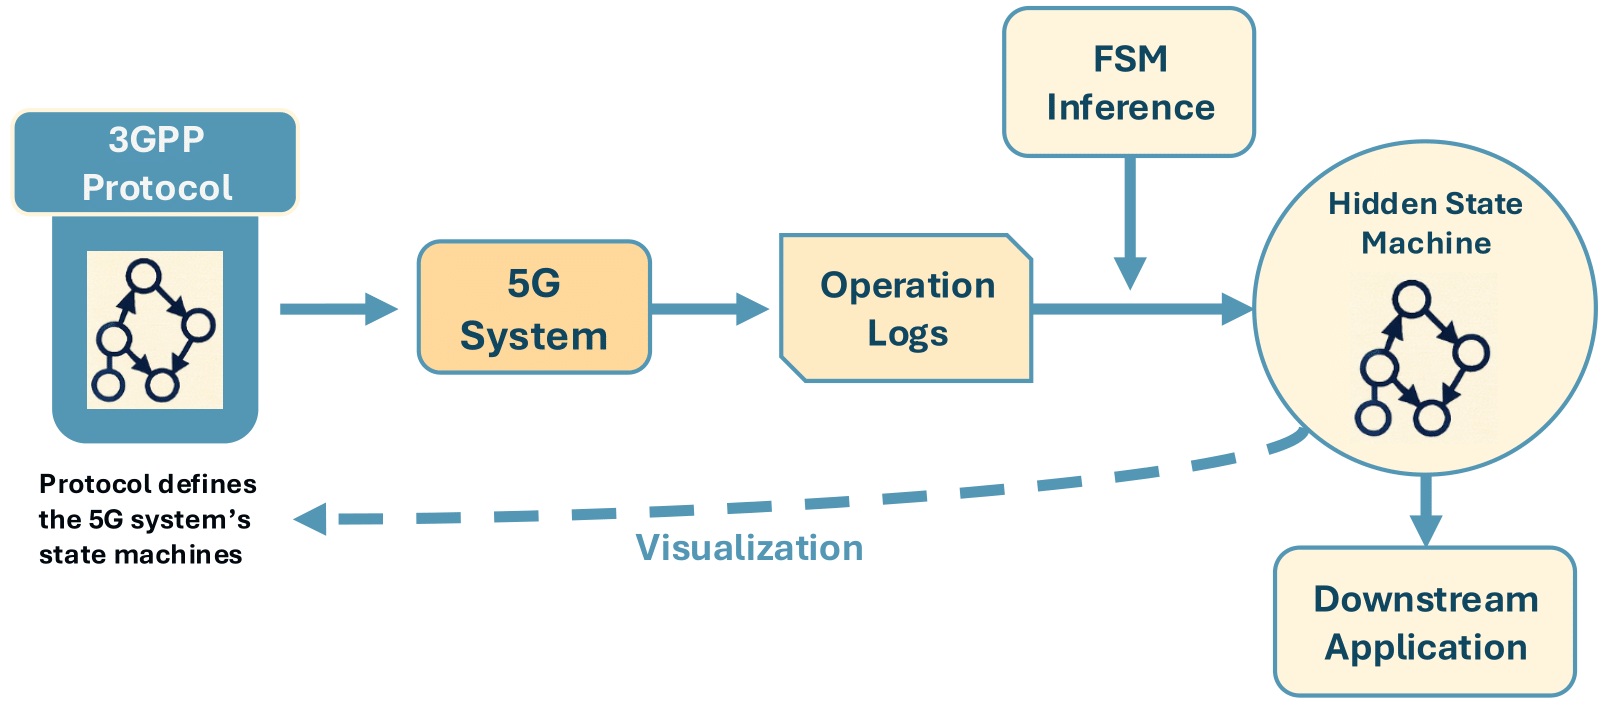 3GPP
Protocol
Protocol defines
the 5G system’s
state machines
5G
System
Operation
Logs
FSM
Inference
Hidden State
Machine
Visualization
Downstream
Application